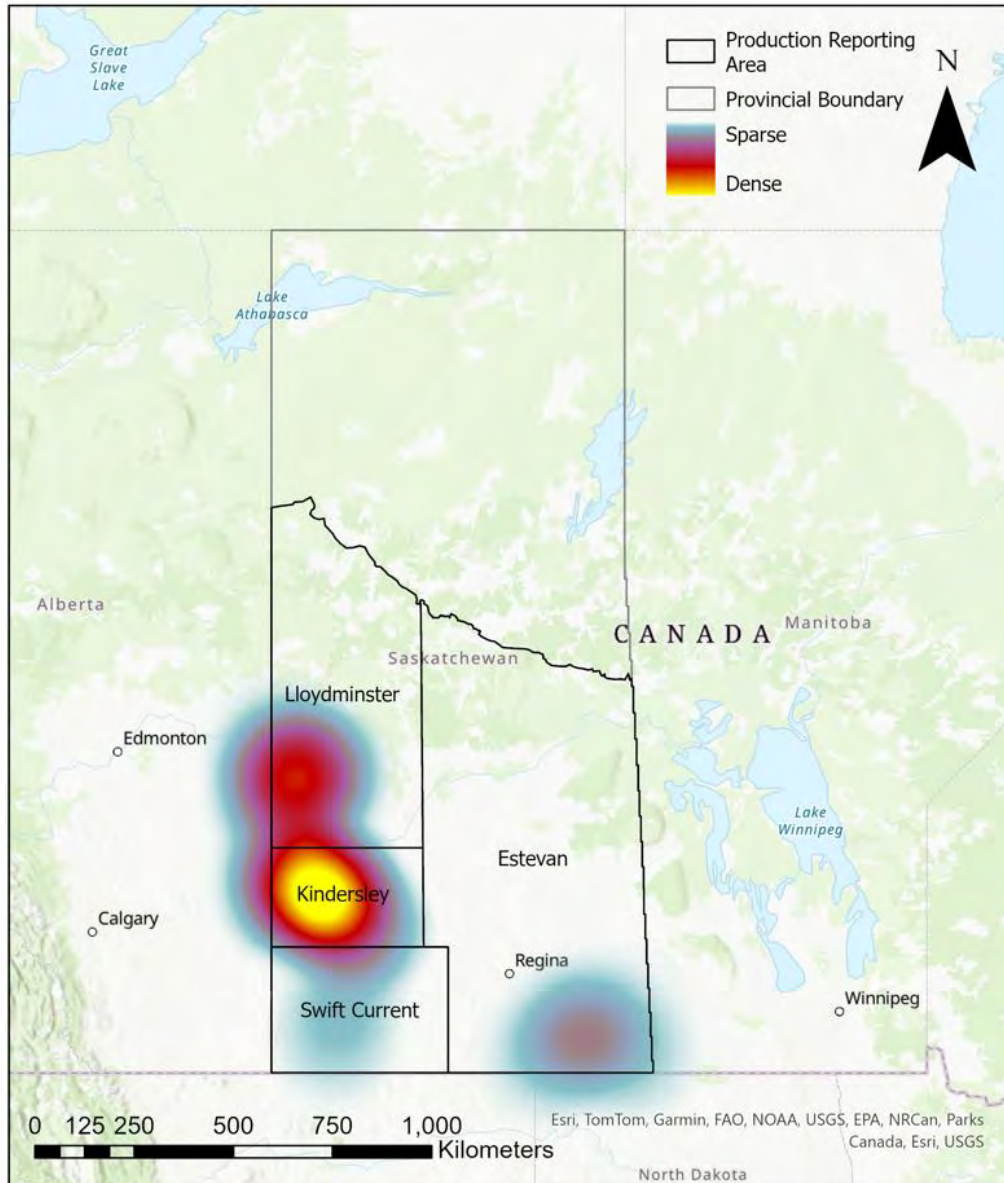 Great
Slave
Lake
Production Reporting
Area
Provincial Boundary
Sparse
Dense
N
Lake
Athabasca
Alberta
CANADA
Manitoba
Saskatchewan
Lloydminster
Edmonton
Lake
Winnipeg
Estevan
Kindersley
Calgary
Regina
Swift Current
Winnipeg
0 125 250 500 750 1,000
Kilometers
Esri, TomTom, Garmin, FAO, NOAA, USGS, EPA, NRCan, Parks
Canada, Esri, USGS
North Dakota